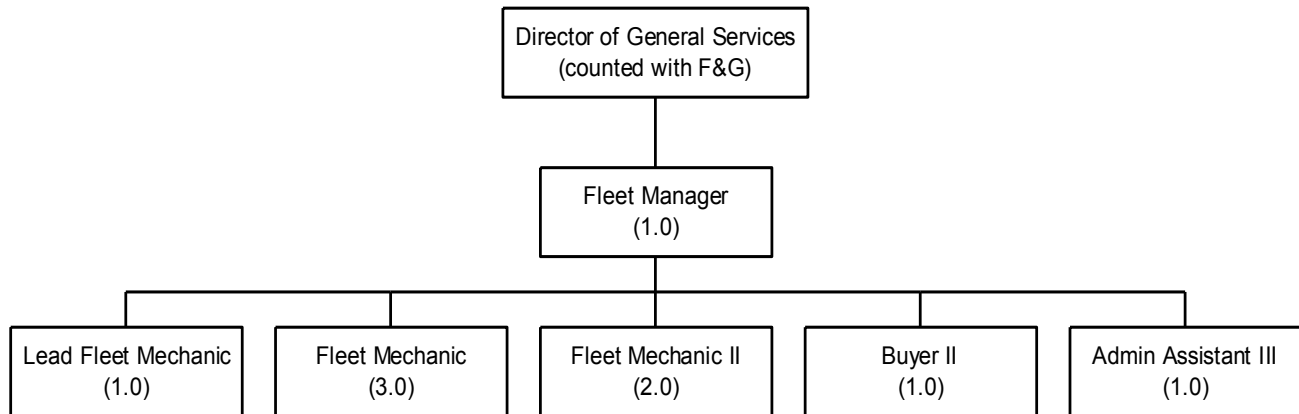 Director of General Services
(counted with F&G)
Fleet Manager
(1.0)
Lead Fleet Mechanic
(1.0)
Fleet Mechanic
(3.0)
Fleet Mechanic II
(2.0)
Buyer II
(1.0)
Admin Assistant III
(1.0)